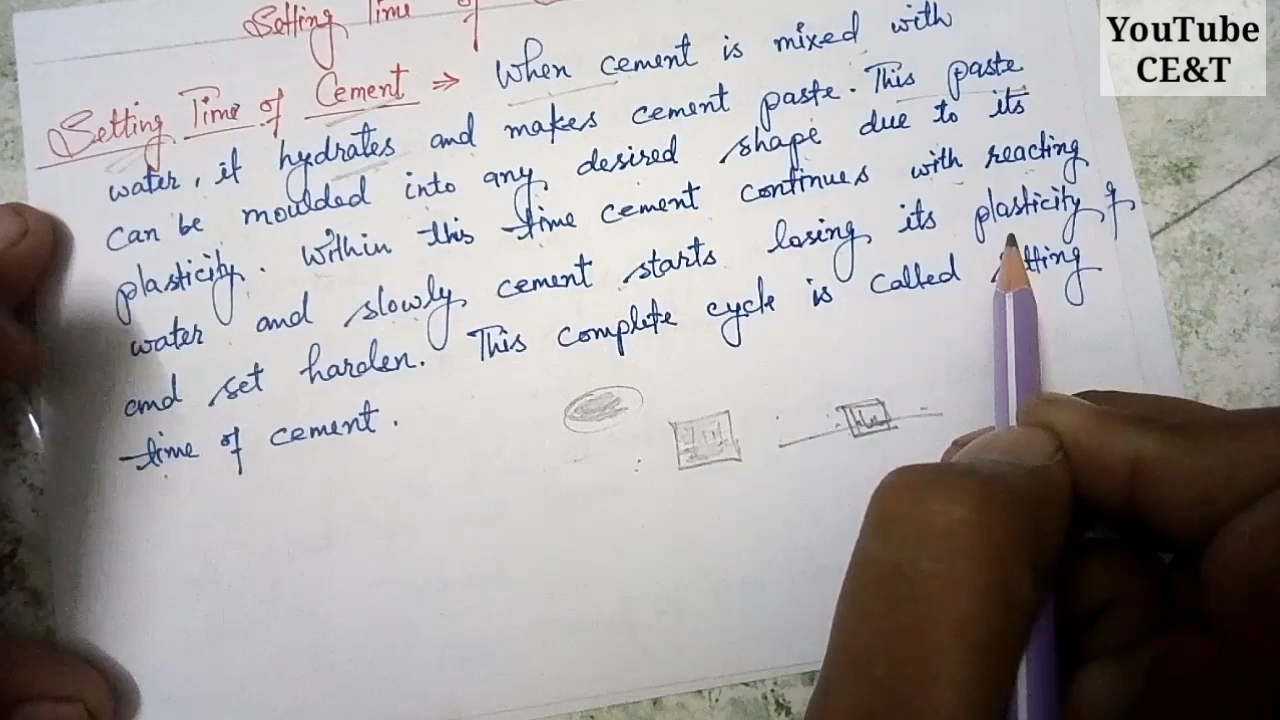 Setting Time of
YouTube
CE&T
Setting Time of Cement ⇒ When cement is mixed with
water, it hydrates and makes cement paste. This paste
can be moulded into any desired shape due to its
plasticity. Within this time cement continues with reacting
water and slowly cement starts losing its plasticity &
and set harden. This complete cycle is called setting
time of cement.